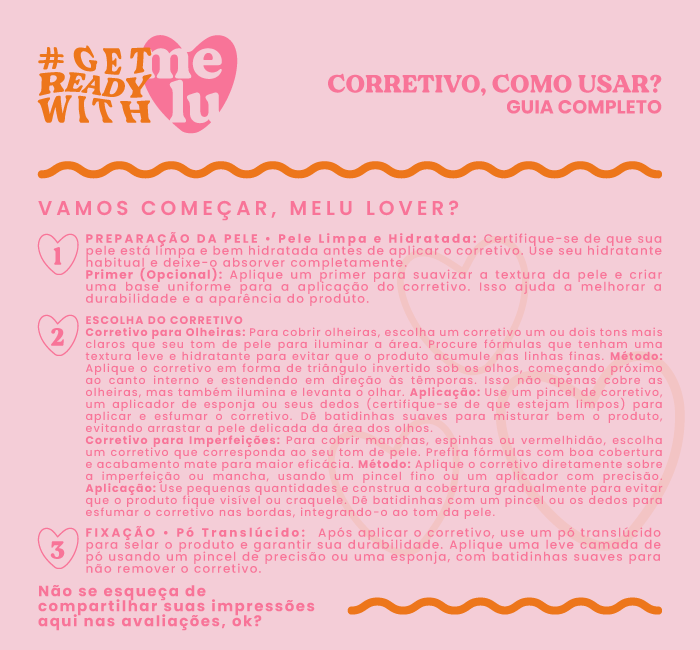 #GET
READY
WITH
me
lu
CORRETIVO, COMO USAR?
GUIA COMPLETO
VAMOS COMEÇAR, MELU LOVER?
1
PREPARAÇÃO DA PELE • Pele Limpa e Hidratada: Certifique-se de que sua
pele está limpa e bem hidratada antes de aplicar o corretivo. Use seu hidratante
habitual e deixe-o absorver completamente.
Primer (Opcional): Aplique um primer para suavizar a textura da pele e criar
uma base uniforme para a aplicação do corretivo. Isso ajuda a melhorar a
durabilidade e a aparência do produto.
2
ESCOLHA DO CORRETIVO
Corretivo para Olheiras: Para cobrir olheiras, escolha um corretivo um ou dois tons mais
claros que seu tom de pele para iluminar a área. Procure fórmulas que tenham uma
textura leve e hidratante para evitar que o produto acumule nas linhas finas. Método:
Aplique o corretivo em forma de triângulo invertido sob os olhos, começando próximo
ao canto interno e estendendo em direção às têmporas. Isso não apenas cobre as
olheiras, mas também ilumina e levanta o olhar. Aplicação: Use um pincel de corretivo,
um aplicador de esponja ou seus dedos (certifique-se de que estejam limpos) para
aplicar e esfumar o corretivo. Dê batidinhas suaves para misturar bem o produto,
evitando arrastar a pele delicada da área dos olhos.
Corretivo para Imperfeições: Para cobrir manchas, espinhas ou vermelhidão, escolha
um corretivo que corresponda ao seu tom de pele. Prefira fórmulas com boa cobertura
e acabamento mate para maior eficácia. Método: Aplique o corretivo diretamente sobre
a imperfeição ou mancha, usando um pincel fino ou um aplicador com precisão.
Aplicação: Use pequenas quantidades e construa a cobertura gradualmente para evitar
que o produto fique visível ou craquele. Dê batidinhas com um pincel ou os dedos para
esfumar o corretivo nas bordas, integrando-o ao tom da pele.
3
FIXAÇÃO • Pó Translúcido: Após aplicar o corretivo, use um pó translúcido
para selar o produto e garantir sua durabilidade. Aplique uma leve camada de
pó usando um pincel de precisão ou uma esponja, com batidinhas suaves para
não remover o corretivo.
Não se esqueça de
compartilhar suas impressões
aqui nas avaliações, ok?